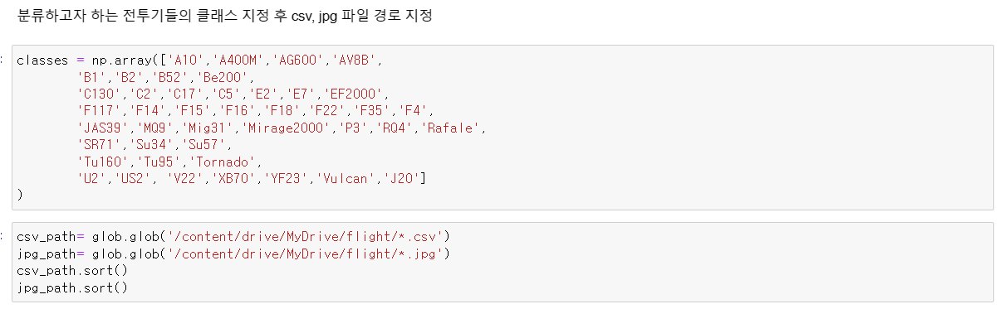 분류하고자 하는 전투기들의 클래스 지정 후 csv, jpg 파일 경로 지정
classes = np.array(['A10','A400M','AG600','AV8B',
'B1','B2','B52','Be200',
'C130','C2','C17','C5','E2','E7','EF2000',
'F117','F14','F15','F16','F18','F22','F35','F4',
'JAS39','MQ9','Mig31','Mirage2000','P3','RQ4','Rafale',
'SR71','Su34','Su57',
'Tu160','Tu95','Tornado',
'U2','US2', 'V22','XB70','YF23','Vulcan','J20']
)
csv_path= glob.glob('/content/drive/MyDrive/flight/*.csv')
jpg_path= glob.glob('/content/drive/MyDrive/flight/*.jpg')
csv_path.sort()
jpg_path.sort()